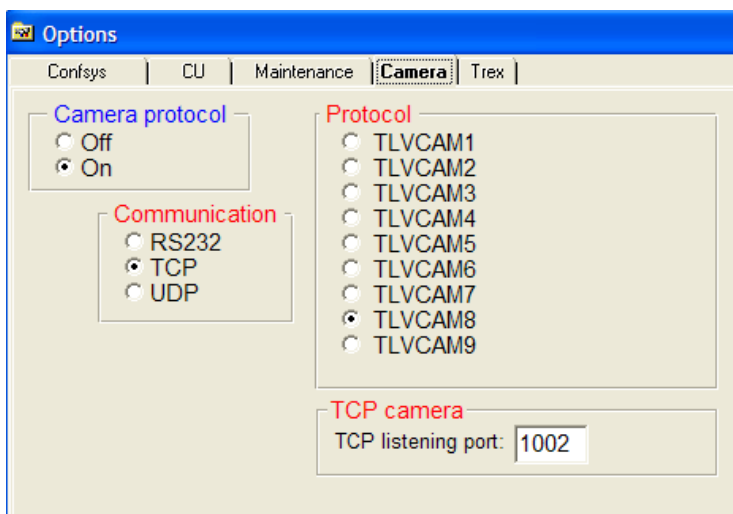 Options
Confsys CU Maintenance Camera Trex
Camera protocol
Off
On
Communication
RS232
TCP
UDP
Protocol
TLVCAM1
TLVCAM2
TLVCAM3
TLVCAM4
TLVCAM5
TLVCAM6
TLVCAM7
TLVCAM8
TLVCAM9
TCP camera
TCP listening port: 1002